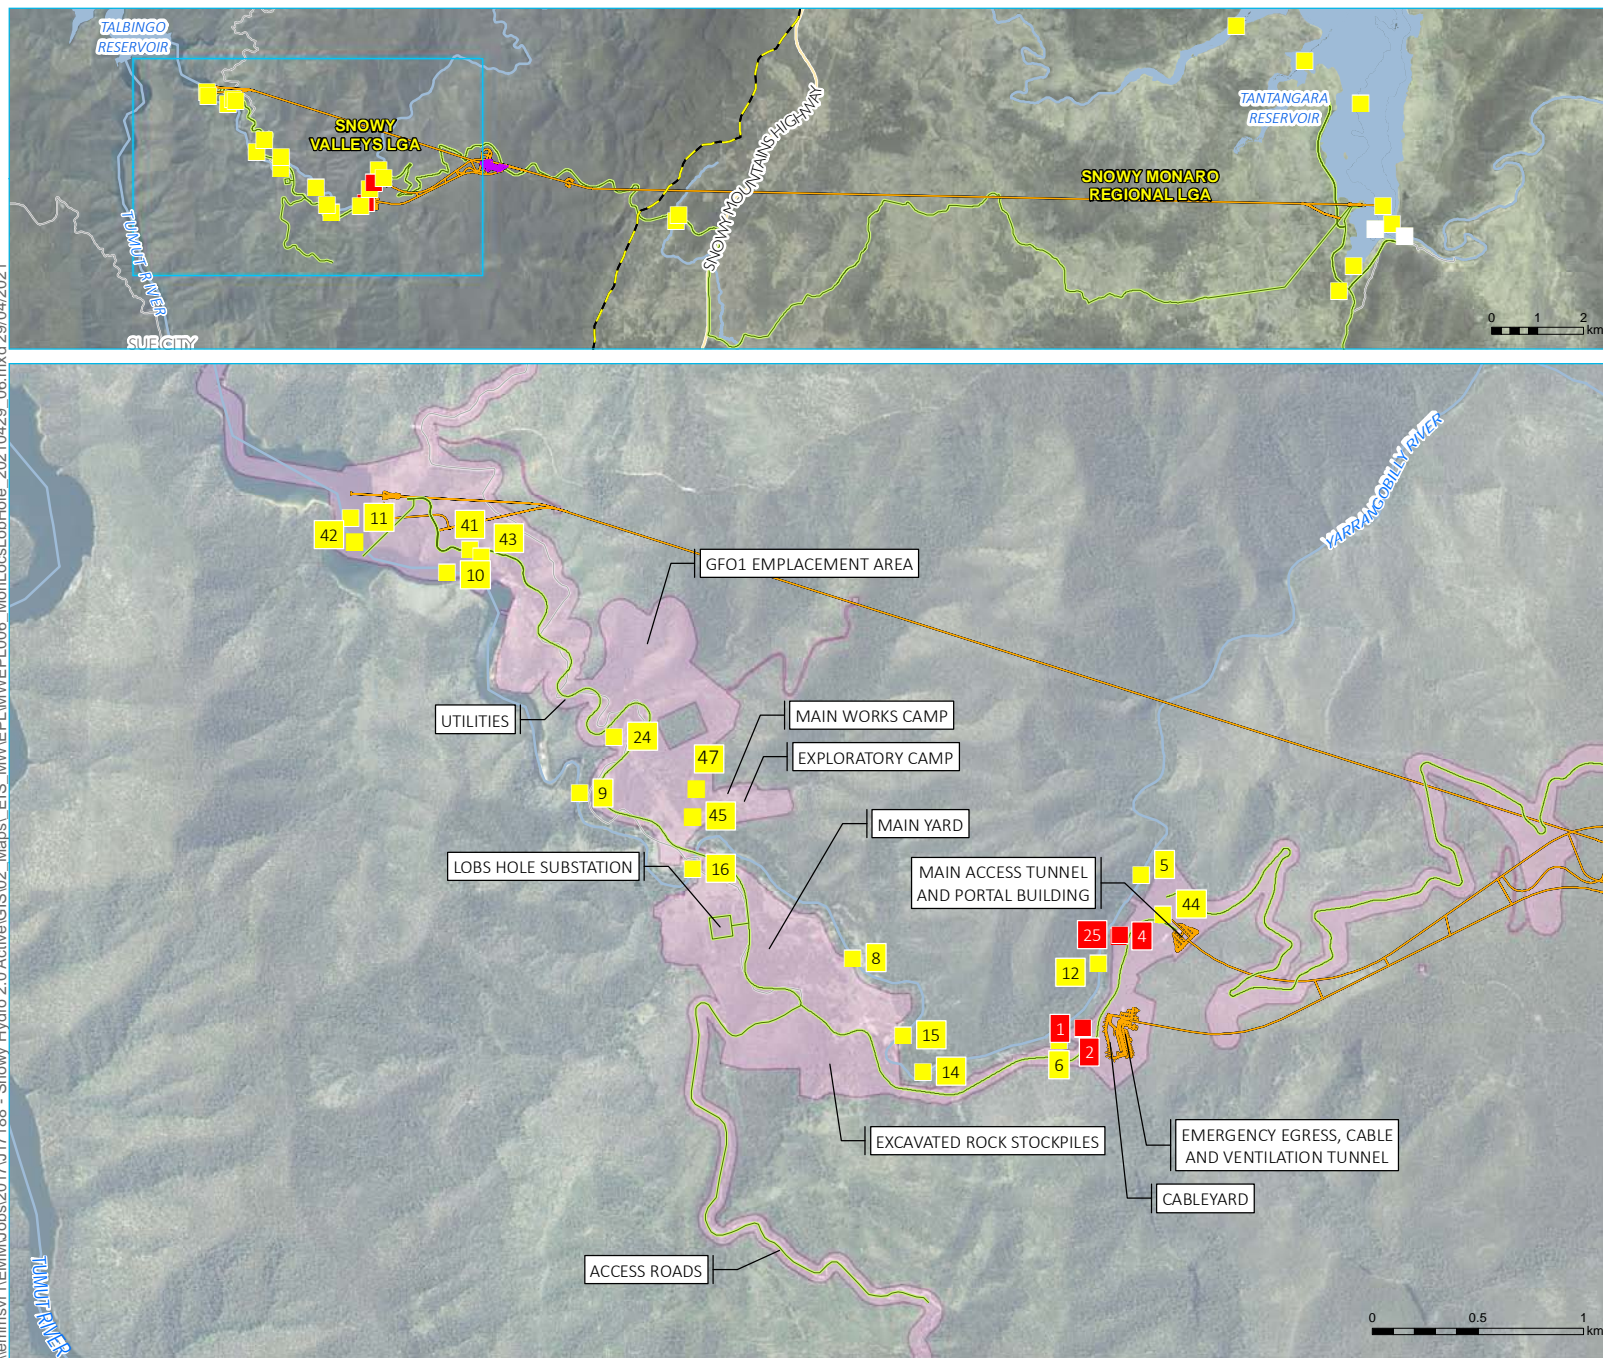 TALBINGO
RESERVOIR
SNOWY
VALLEYS LGA
TUMUT RIVER
SUE CITY
SNOWY MOUNTAINS HIGHWAY
SNOWY MONARO
REGIONAL LGA
TANTANGARA
RESERVOIR
0 1 2
km
YARRANGOBILLY RIVER
11
42
41
43
10
GFO1 EMPLACEMENT AREA
UTILITIES
24
MAIN WORKS CAMP
47
EXPLORATORY CAMP
9
45
MAIN YARD
LOBS HOLE SUBSTATION
16
MAIN ACCESS TUNNEL
AND PORTAL BUILDING
5
44
25
4
12
8
15
14
1
2
6
EXCAVATED ROCK STOCKPILES
EMERGENCY EGRESS, CABLE
AND VENTILATION TUNNEL
CABLEYARD
ACCESS ROADS
TUMUT RIVER
0 0.5 1
km